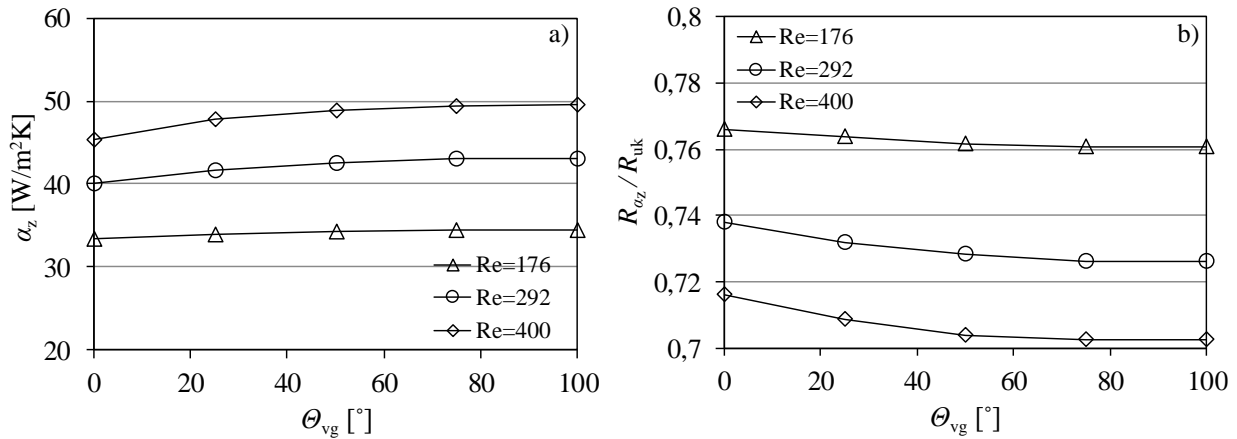 a)
60
50
40
30
20
α_z [W/m²K]
Re=176
Re=292
Re=400
0 20 40 60 80 100
Θ_vg [°]
b)
0,8
0,78
0,76
0,74
0,72
0,7
R_αz / R_uk
Re=176
Re=292
Re=400
0 20 40 60 80 100
Θ_vg [°]